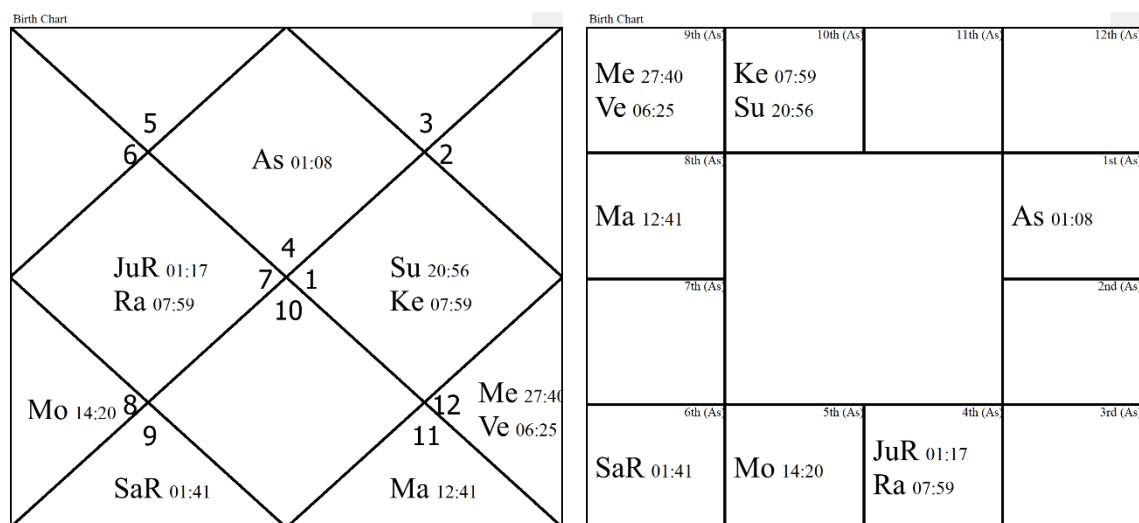 Birth Chart
5
3
6
2
As 01:08
4
JuR 01:17
Ra 07:59
7
1
Su 20:56
Ke 07:59
10
Mo 14:20
8
12
Me 27:40
Ve 06:25
9
11
SaR 01:41
Ma 12:41
Birth Chart
9th (As)
10th (As)
11th (As)
12th (As)
Me 27:40
Ve 06:25
Ke 07:59
Su 20:56
8th (As)
1st (As)
Ma 12:41
As 01:08
7th (As)
2nd (As)
6th (As)
5th (As)
4th (As)
3rd (As)
SaR 01:41
Mo 14:20
JuR 01:17
Ra 07:59